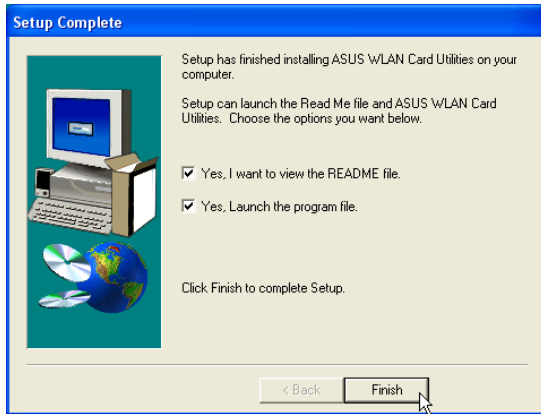 Setup Complete
Setup has finished installing ASUS WLAN Card Utilities on your
computer.
Setup can launch the Read Me file and ASUS WLAN Card
Utilities. Choose the options you want below.
Yes, I want to view the README file.
Yes, Launch the program file.
Click Finish to complete Setup.
< Back
Finish